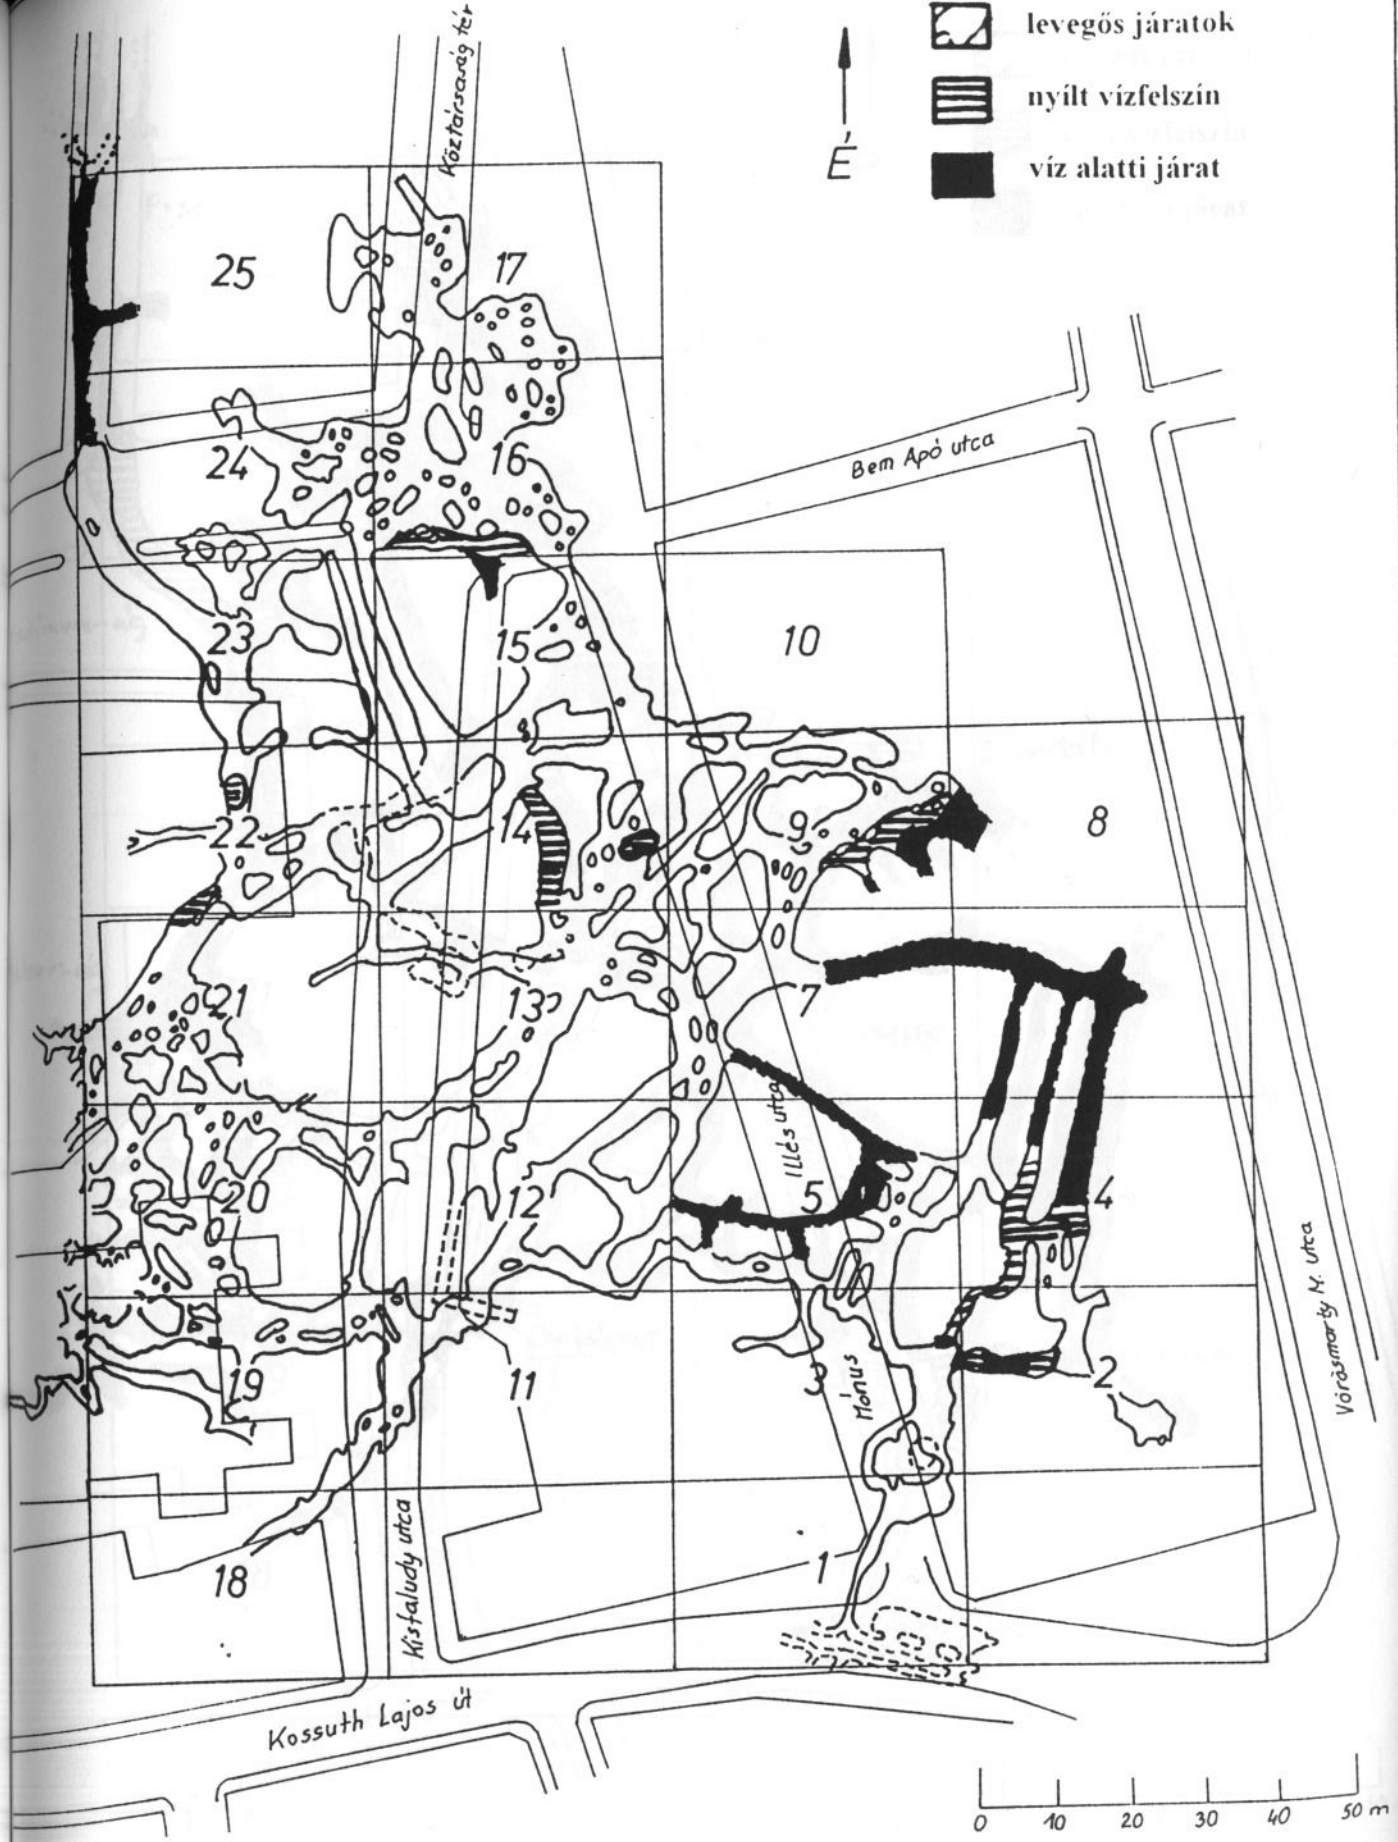 Köztársaság tér
levegős járatok
nyílt vízfelszín
víz alatti járat
É
25
17
24
16
Bem Apó utca
23
15
10
22
14
9
8
21
13
7
20
12
Illés utca
5
4
19
11
3
Mónus
2
Vörösmarty M. utca
18
Kisfaludy utca
1
Kossuth Lajos út
0 10 20 30 40 50 m